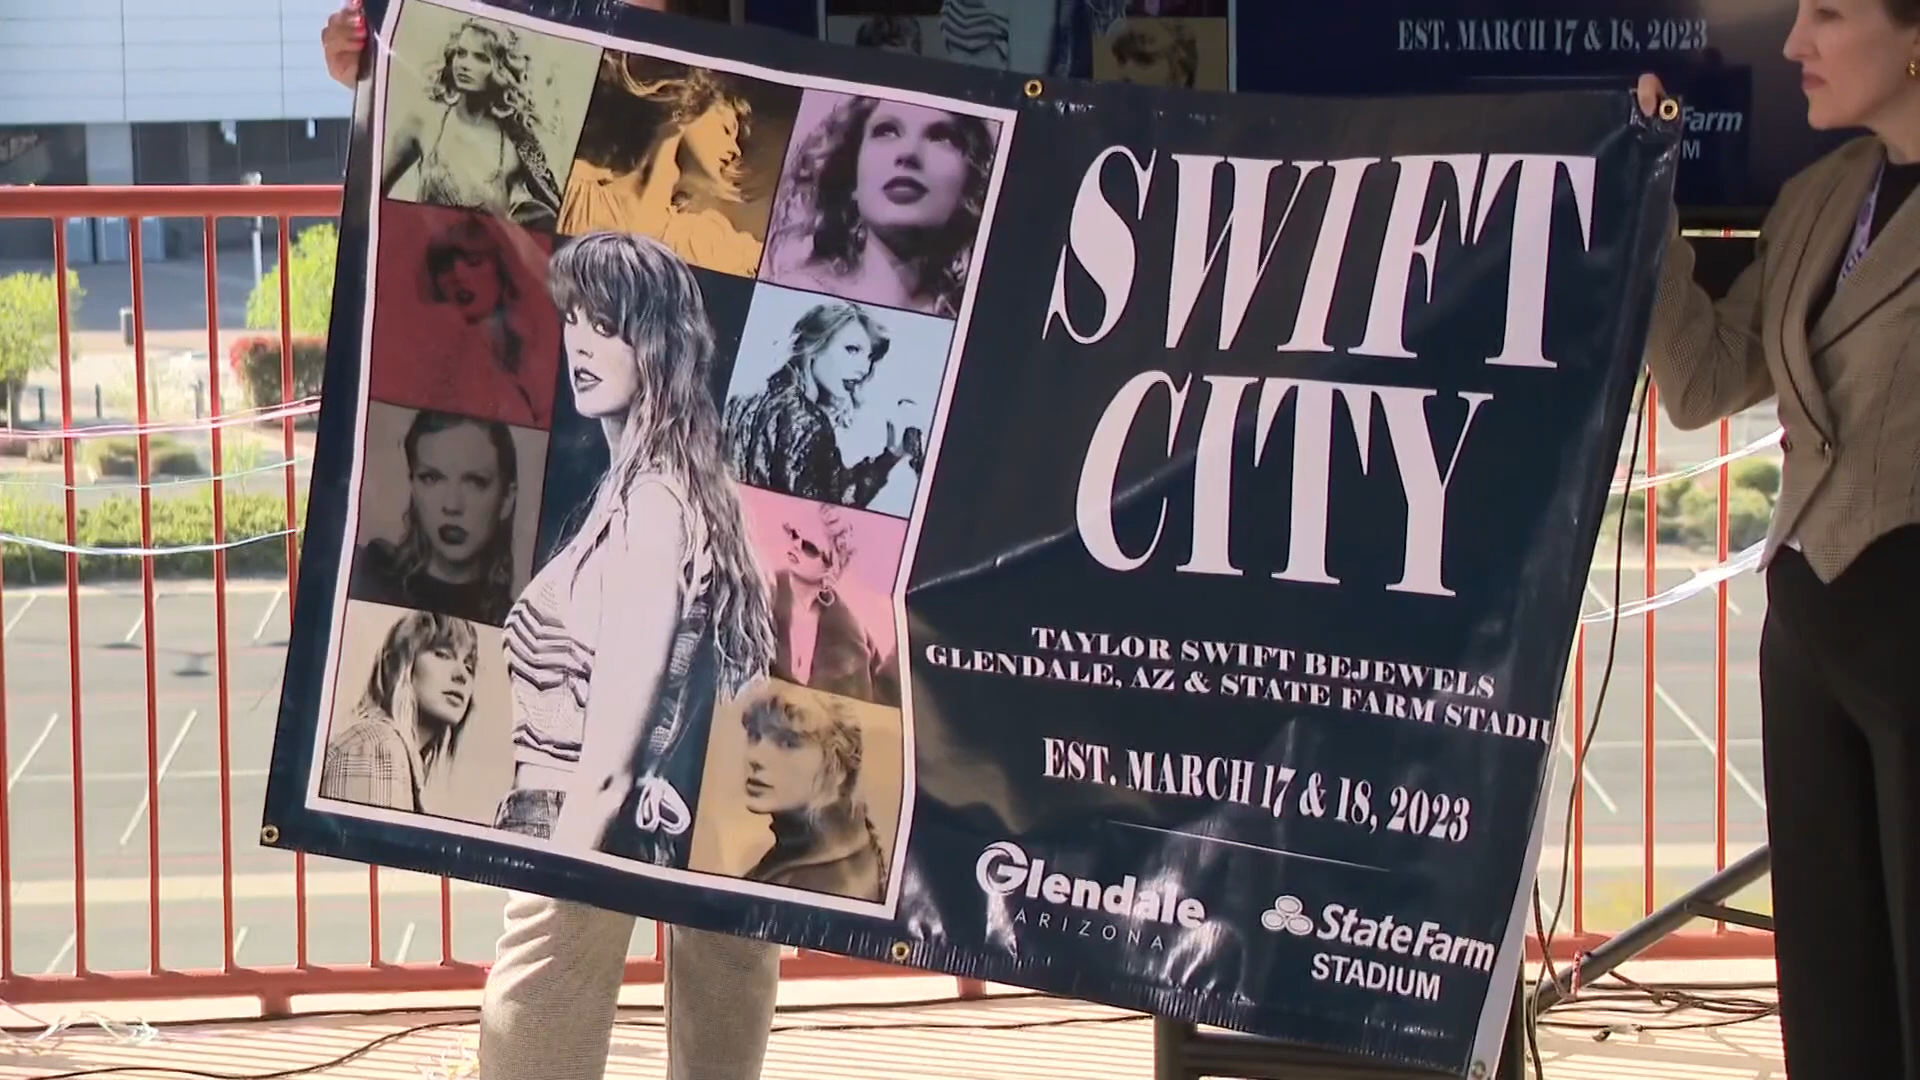 EST. MARCH 17 & 18, 2023
Farm
M
SWIFT
CITY
TAYLOR SWIFT BEJEWELS
GLENDALE, AZ & STATE FARM STADIU
EST. MARCH 17 & 18, 2023
Glendale
ARIZONA
StateFarm
STADIUM